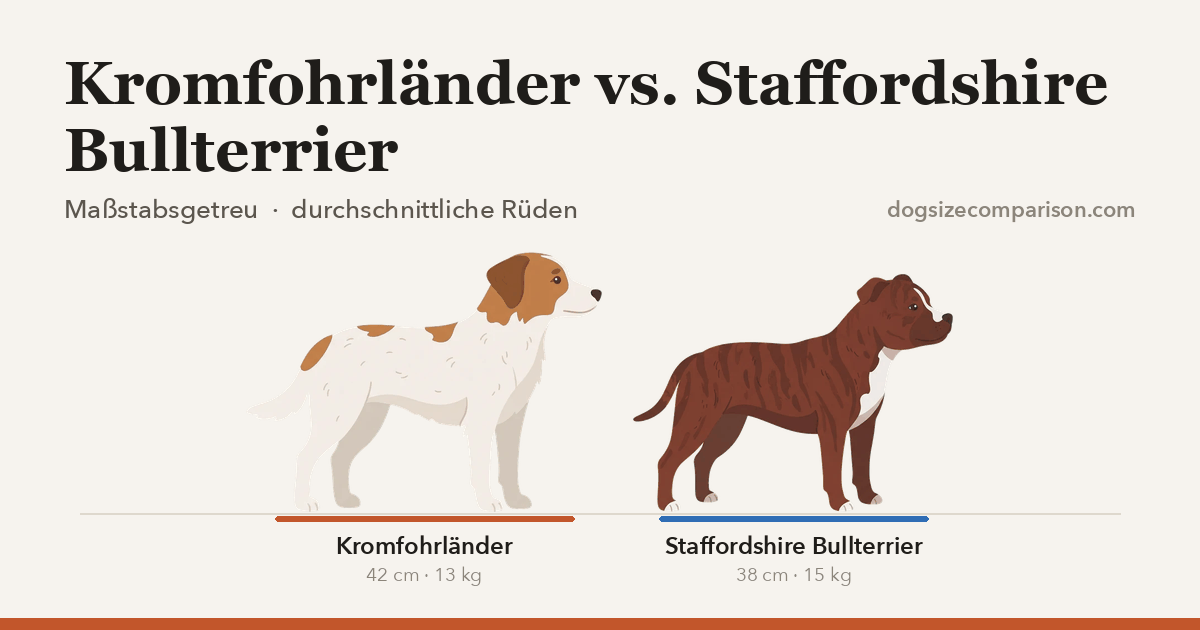 Kromfohrländer vs. Staffordshire
Bullterrier
Maßstabsgetreu · durchschnittliche Rüden
dogsizecomparison.com
Kromfohrländer
42 cm · 13 kg
Staffordshire Bullterrier
38 cm · 15 kg